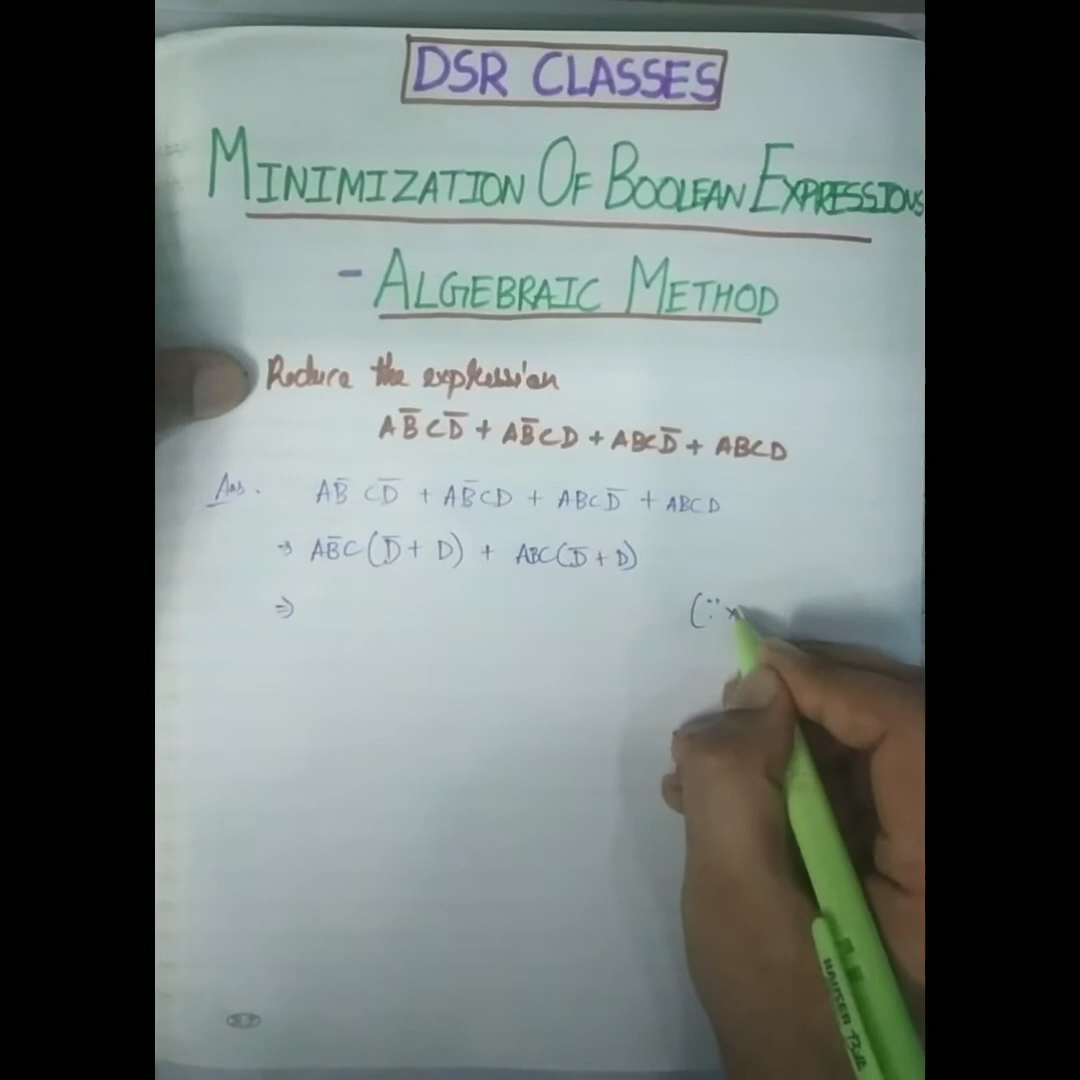 DSR CLASSES
MINIMIZATION OF BOOLEAN EXPRESSIONS
- ALGEBRAIC METHOD
Reduce the expression
AB̅CD̅ + AB̅CD + ABCD̅ + ABCD
Ans. AB̅CD̅ + AB̅CD + ABCD̅ + ABCD
⇒ AB̅C(D̅ + D) + ABC(D̅ + D)
⇒ (∵ x